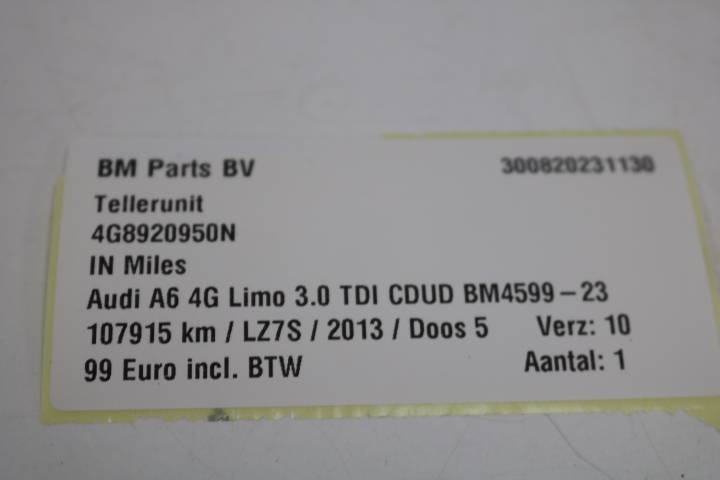 BM Parts BV 300820231130
Tellerunit
4G8920950N
IN Miles
Audi A6 4G Limo 3.0 TDI CDUD BM4599-23
107915 km / LZ7S / 2013 / Doos 5 Verz: 10
99 Euro incl. BTW Aantal: 1